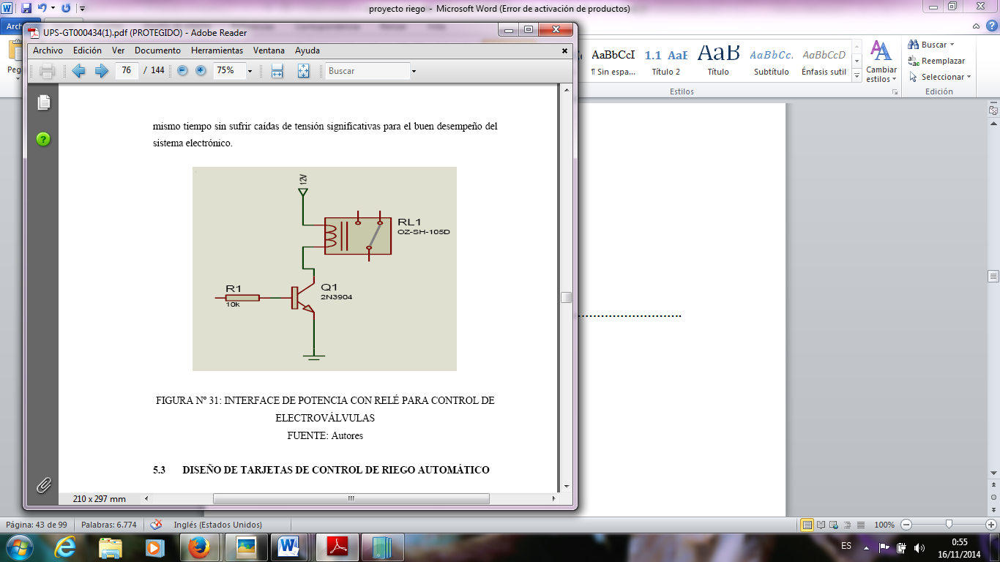 proyecto riego - Microsoft Word (Error de activación de productos)
UPS-GT000434(1).pdf (PROTEGIDO) - Adobe Reader
Archivo Edición Ver Documento Herramientas Ventana Ayuda
76 / 144 75% Buscar
mismo tiempo sin sufrir caídas de tensión significativas para el buen desempeño del
sistema electrónico.
12V
RL1
OZ-SH-105D
R1
10k
Q1
2N3904
FIGURA Nº 31: INTERFACE DE POTENCIA CON RELÉ PARA CONTROL DE
ELECTROVÁLVULAS
FUENTE: Autores
5.3 DISEÑO DE TARJETAS DE CONTROL DE RIEGO AUTOMÁTICO
210 x 297 mm
AaBbCcI 1.1 AaB AaB AaBbCc. AaBbCcD
¶ Sin espa... Título 2 Título Subtítulo Énfasis sutil
Cambiar
estilos
Estilos
Buscar
Reemplazar
Seleccionar
Edición
Página: 43 de 99 Palabras: 6.774 Inglés (Estados Unidos) 100%
ES 0:55
16/11/2014